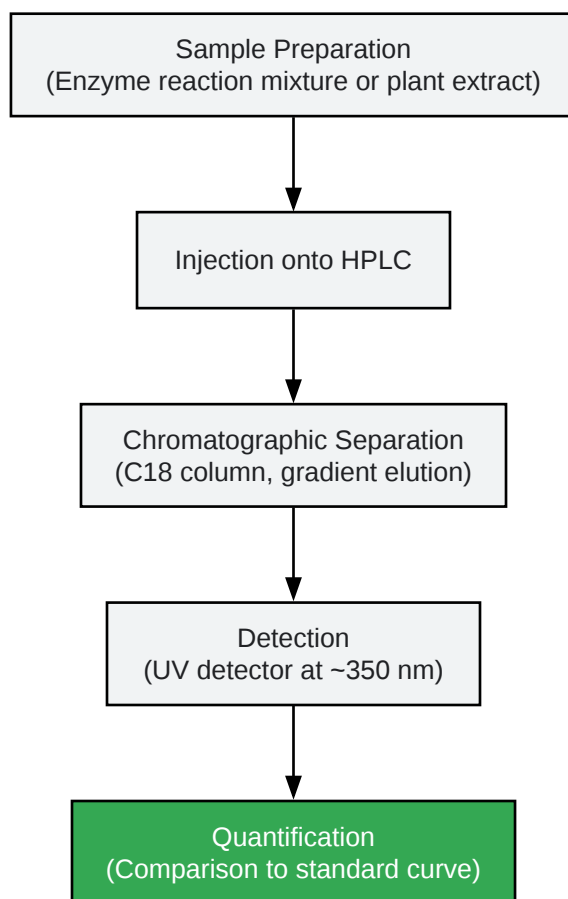 Sample Preparation
(Enzyme reaction mixture or plant extract)
Injection onto HPLC
Chromatographic Separation
(C18 column, gradient elution)
Detection
(UV detector at ~350 nm)
Quantification
(Comparison to standard curve)